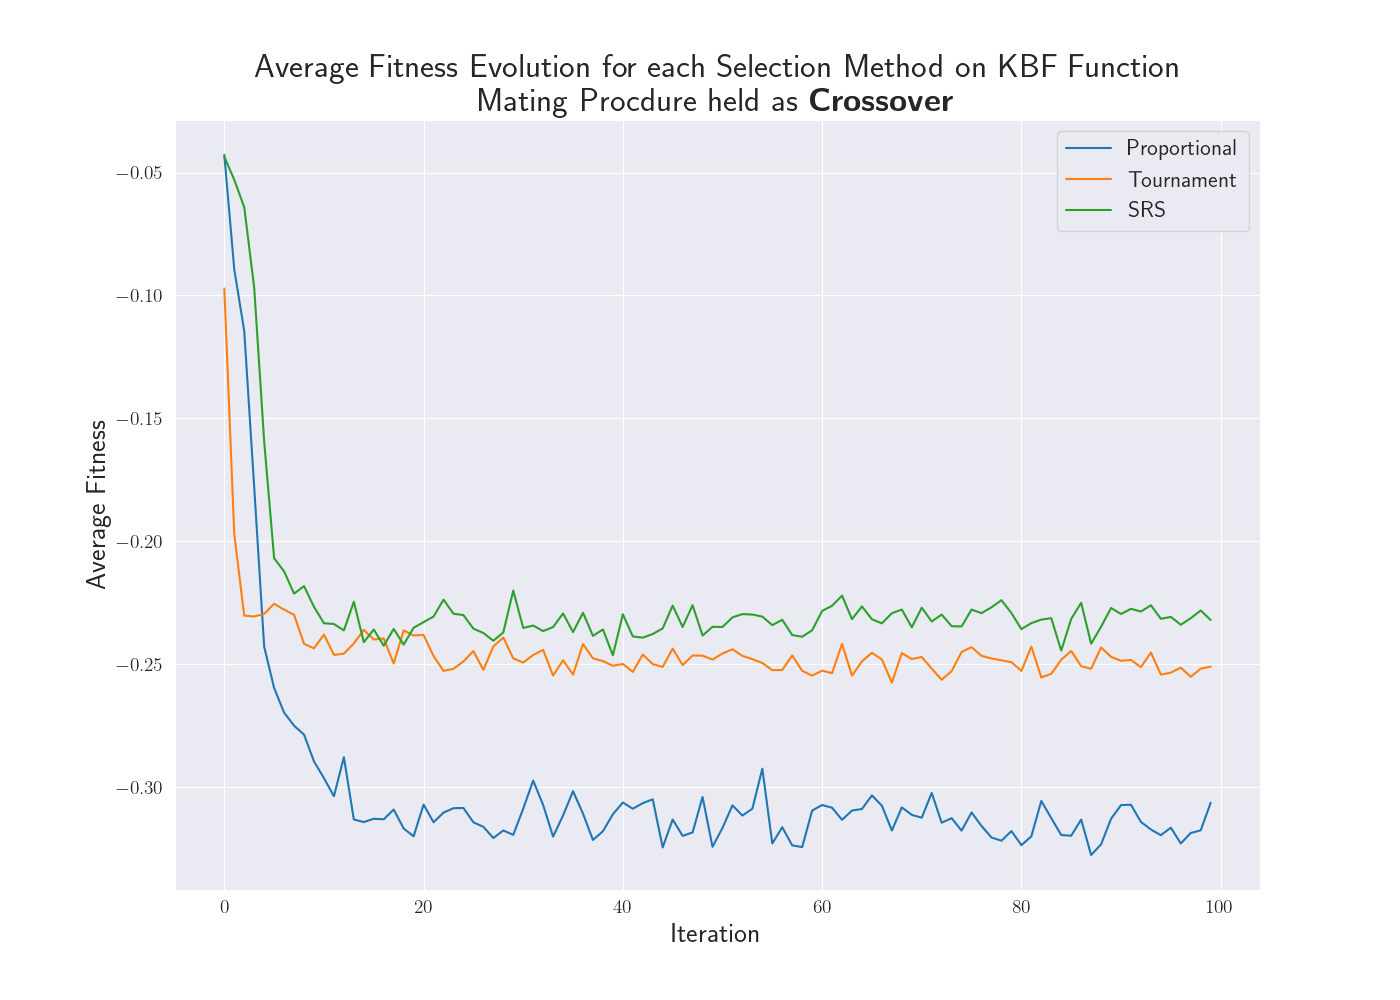 Average Fitness Evolution for each Selection Method on KBF Function
Mating Procdure held as Crossover
Proportional
Tournament
SRS
−0.05
−0.10
−0.15
−0.20
−0.25
−0.30
Average Fitness
0 20 40 60 80 100
Iteration